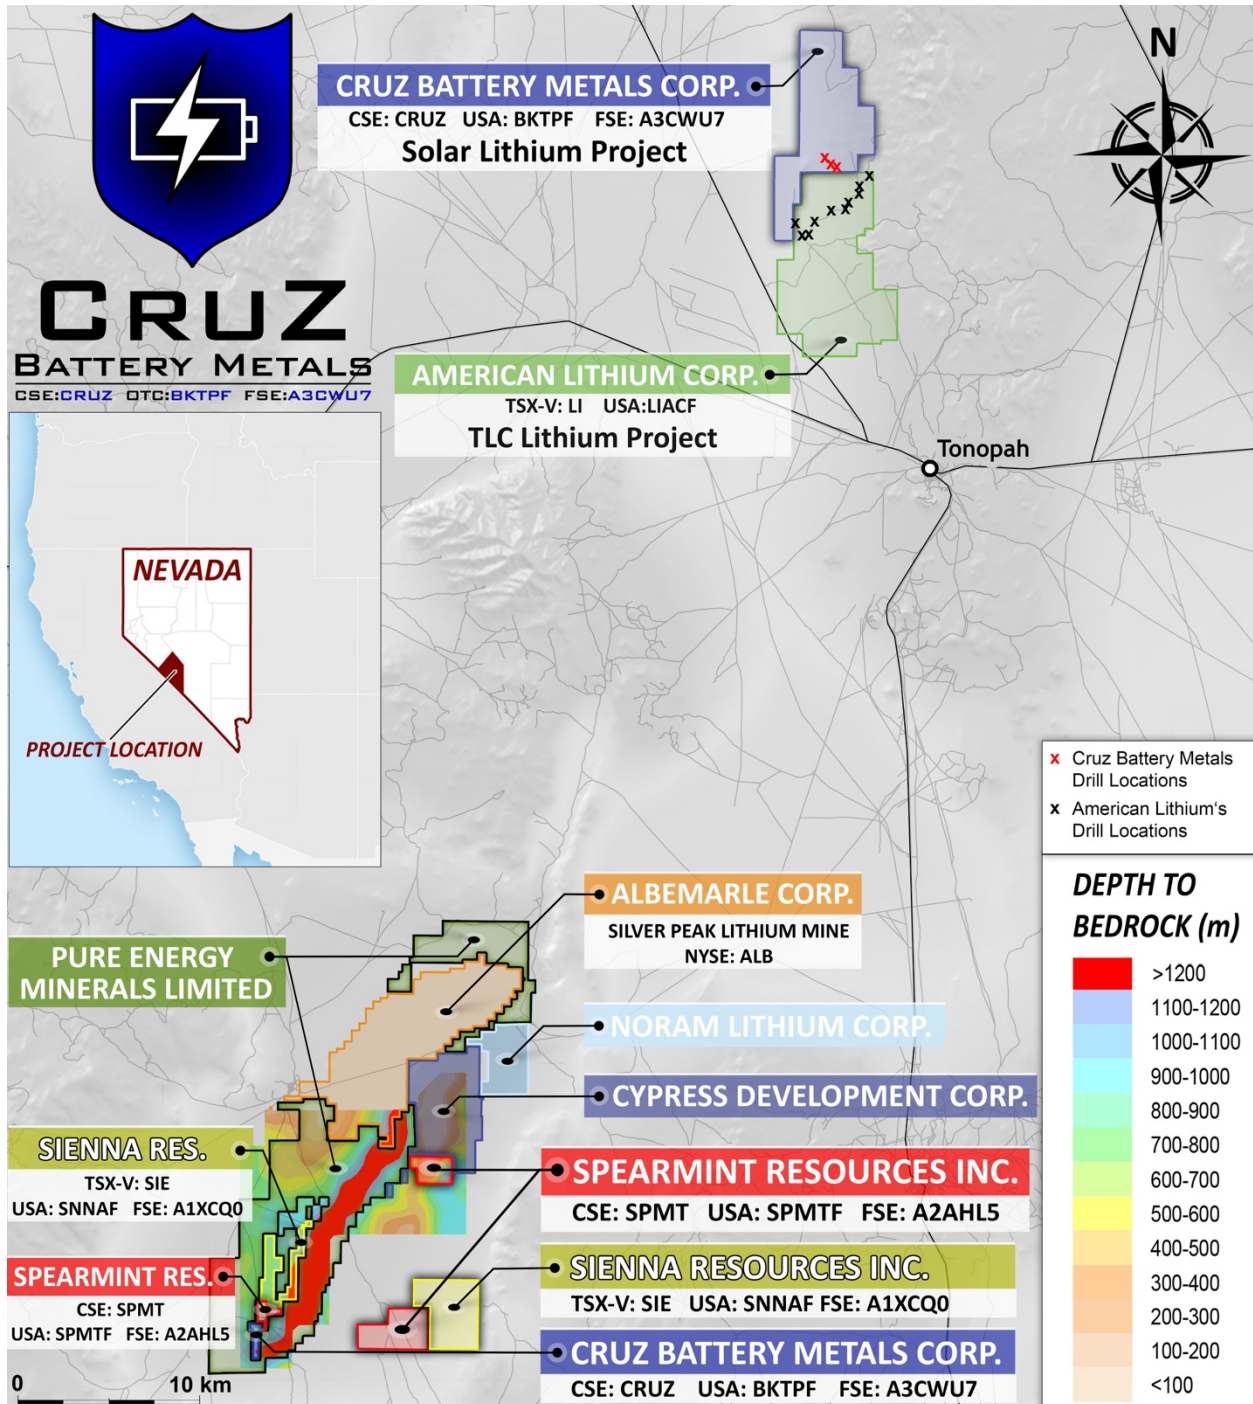 CRUZ
BATTERY METALS
CSE:CRUZ OTC:BKTPF FSE:A3CWU7
CRUZ BATTERY METALS CORP.
CSE: CRUZ USA: BKTPF FSE: A3CWU7
Solar Lithium Project
N
AMERICAN LITHIUM CORP.
TSX-V: LI USA:LIACF
TLC Lithium Project
Tonopah
NEVADA
PROJECT LOCATION
x Cruz Battery Metals
Drill Locations
x American Lithium's
Drill Locations
DEPTH TO
BEDROCK (m)
>1200
1100-1200
1000-1100
900-1000
800-900
700-800
600-700
500-600
400-500
300-400
200-300
100-200
<100
ALBEMARLE CORP.
SILVER PEAK LITHIUM MINE
NYSE: ALB
PURE ENERGY
MINERALS LIMITED
NORAM LITHIUM CORP.
CYPRESS DEVELOPMENT CORP.
SIENNA RES.
TSX-V: SIE
USA: SNNAF FSE: A1XCQ0
SPEARMINT RESOURCES INC.
CSE: SPMT USA: SPMTF FSE: A2AHL5
SPEARMINT RES.
CSE: SPMT
USA: SPMTF FSE: A2AHL5
SIENNA RESOURCES INC.
TSX-V: SIE USA: SNNAF FSE: A1XCQ0
CRUZ BATTERY METALS CORP.
CSE: CRUZ USA: BKTPF FSE: A3CWU7
0 10 km